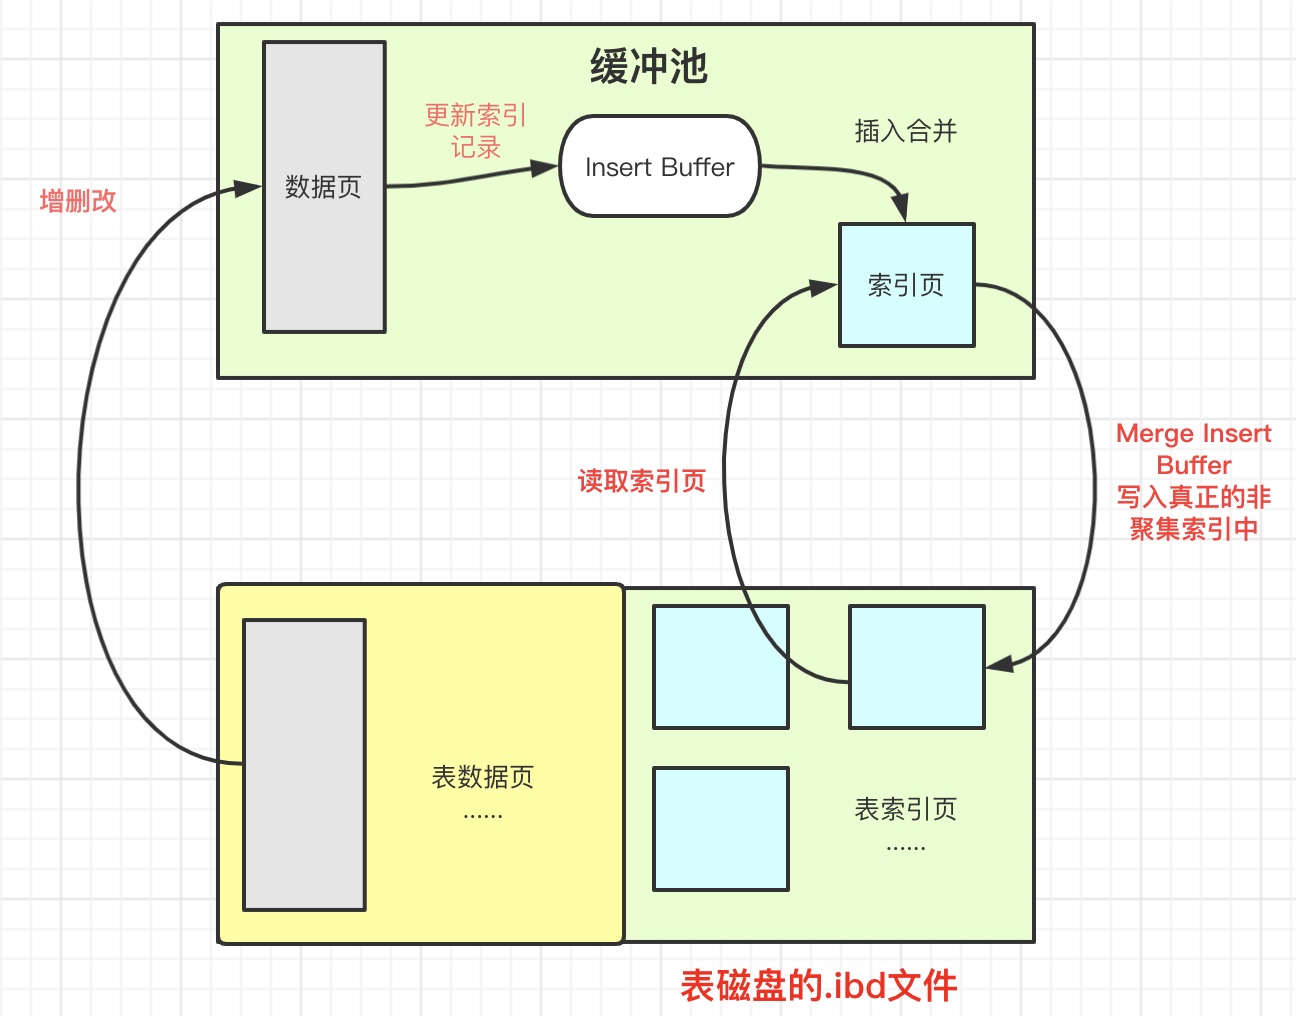 缓冲池
更新索引
记录
插入合并
Insert Buffer
数据页
增删改
索引页
读取索引页
Merge Insert
Buffer
写入真正的非
聚集索引中
表数据页
......
表索引页
......
表磁盘的.ibd文件